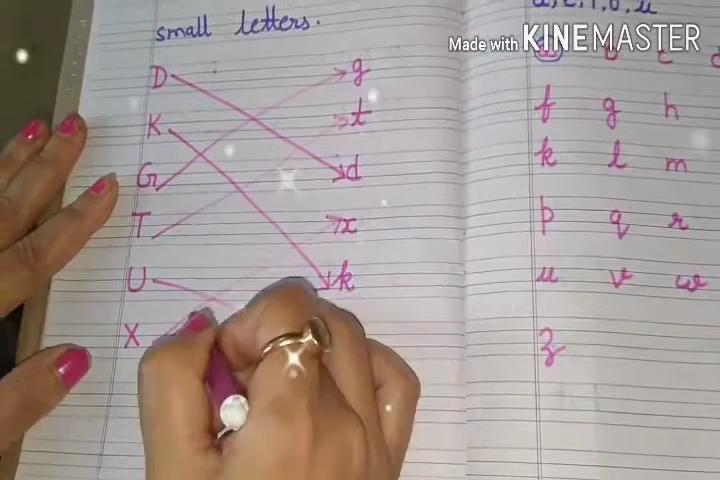 small letters.
D g
K t
G d
T x
U k
X
a, e, i, o, u
Made with KINEMASTER
a b c d
f g h
k l m
p q r
u v w
z